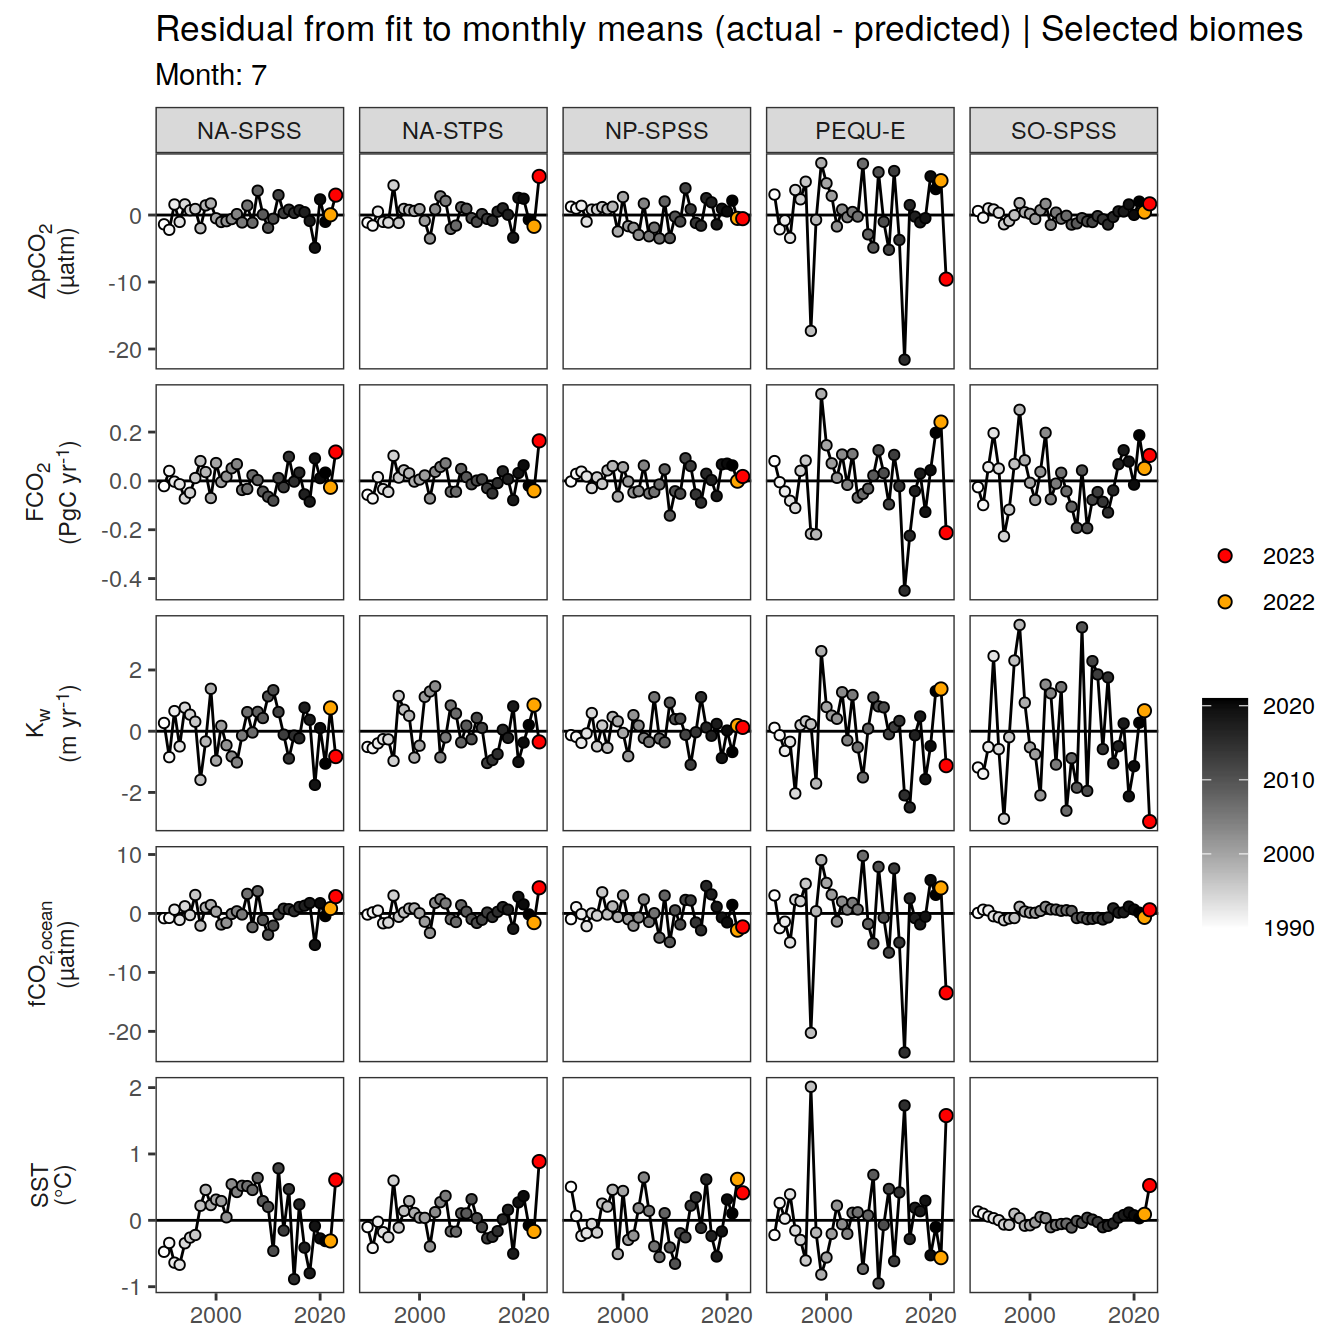 Residual from fit to monthly means (actual - predicted) | Selected biomes
Month: 7
NA-SPSS NA-STPS NP-SPSS PEQU-E SO-SPSS
ΔpCO2
(µatm)
0
-10
-20
FCO2
(PgC yr-1)
0.2
0.0
-0.2
-0.4
Kw
(m yr-1)
2
0
-2
fCO2,ocean
(µatm)
10
0
-10
-20
SST
(°C)
2
1
0
-1
2000 2020 2000 2020 2000 2020 2000 2020 2000 2020
2023
2022
2020
2010
2000
1990